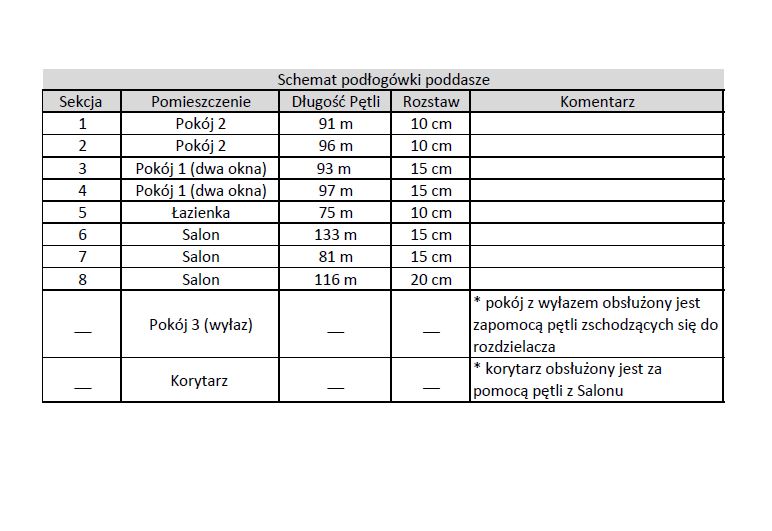 Schemat podłogówki poddasze
Sekcja Pomieszczenie Długość Pętli Rozstaw Komentarz
1 Pokój 2 91 m 10 cm
2 Pokój 2 96 m 10 cm
3 Pokój 1 (dwa okna) 93 m 15 cm
4 Pokój 1 (dwa okna) 97 m 15 cm
5 Łazienka 75 m 10 cm
6 Salon 133 m 15 cm
7 Salon 81 m 15 cm
8 Salon 116 m 20 cm
__ Pokój 3 (wyłaz) __ __ * pokój z wyłazem obsłużony jest
zapomocą pętli zschodzących się do
rozdzielacza
__ Korytarz __ __ * korytarz obsłużony jest za
pomocą pętli z Salonu